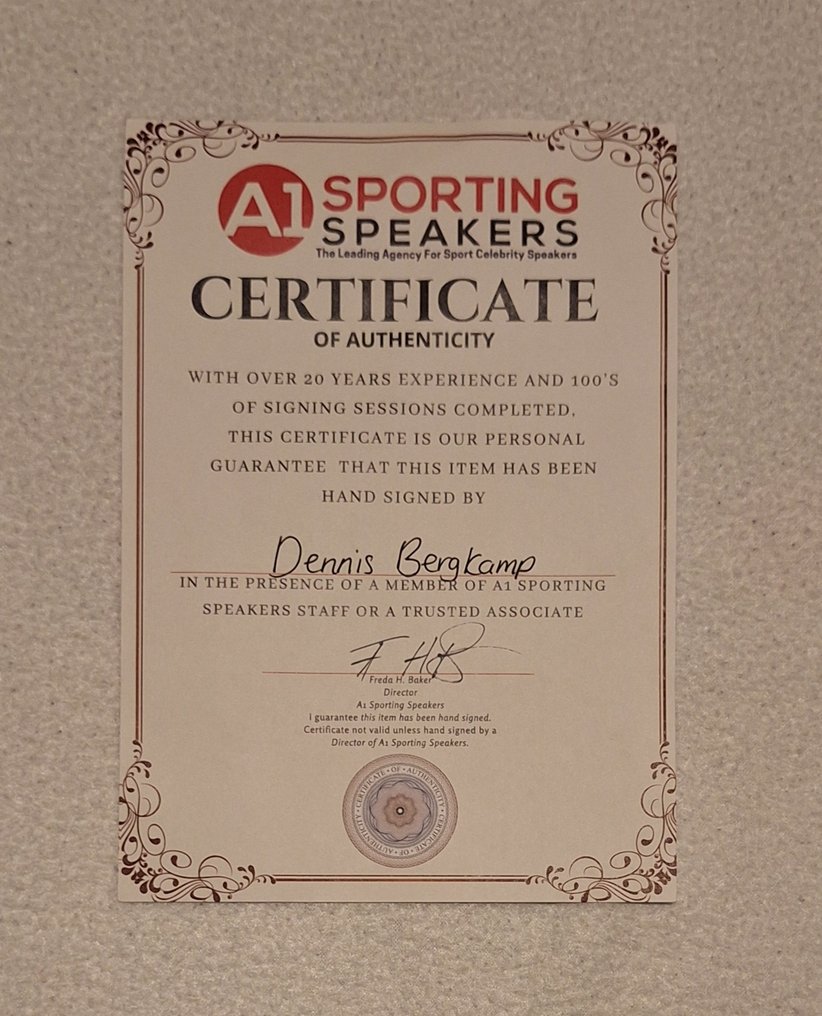 A1 SPORTING
SPEAKERS
The Leading Agency For Sport Celebrity Speakers
CERTIFICATE
OF AUTHENTICITY
WITH OVER 20 YEARS EXPERIENCE AND 100'S
OF SIGNING SESSIONS COMPLETED,
THIS CERTIFICATE IS OUR PERSONAL
GUARANTEE THAT THIS ITEM HAS BEEN
HAND SIGNED BY
Dennis Bergkamp
IN THE PRESENCE OF A MEMBER OF A1 SPORTING
SPEAKERS STAFF OR A TRUSTED ASSOCIATE
F H B
Freda H. Baker
Director
A1 Sporting Speakers
I guarantee this item has been hand signed.
Certificate not valid unless hand signed by a
Director of A1 Sporting Speakers.
CERTIFICATE · OF · AUTHENTICITY · CERTIFICATE · OF · AUTHENTICITY ·